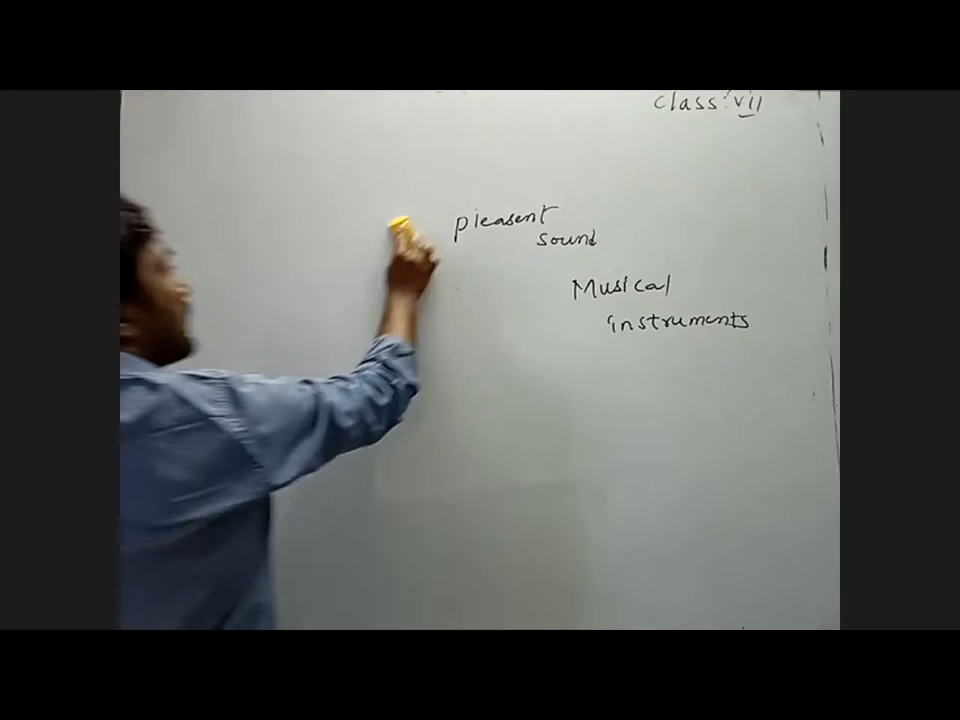 class: vii
pleasent
sound
Musical
instruments